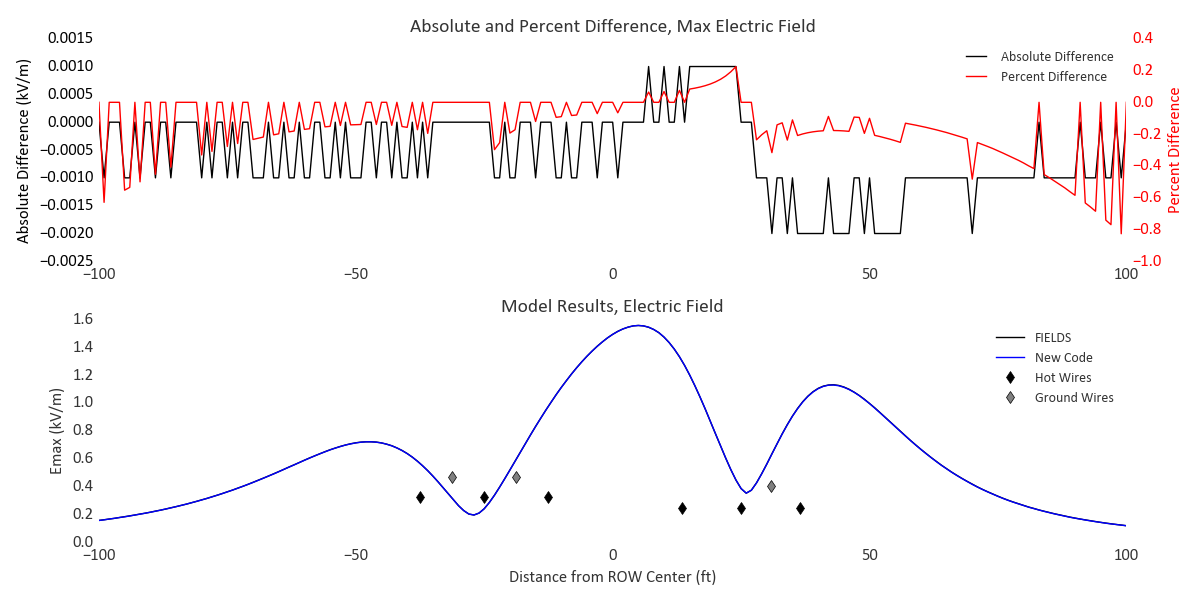 Absolute and Percent Difference, Max Electric Field
Absolute Difference (kV/m)
0.0015
0.0010
0.0005
0.0000
−0.0005
−0.0010
−0.0015
−0.0020
−0.0025
Absolute Difference
Percent Difference
0.4
0.2
0.0
−0.2
−0.4
−0.6
−0.8
−1.0
Percent Difference
−100 −50 0 50 100
Model Results, Electric Field
Emax (kV/m)
1.6
1.4
1.2
1.0
0.8
0.6
0.4
0.2
0.0
FIELDS
New Code
Hot Wires
Ground Wires
−100 −50 0 50 100
Distance from ROW Center (ft)